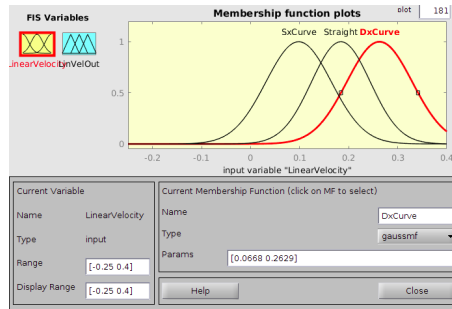 FIS Variables
Membership function plots
plot 181
LinearVelocity
LynVelOut
SxCurve Straight DxCurve
1
0.5
0
-0.2 -0.1 0 0.1 0.2 0.3 0.4
input variable "LinearVelocity"
Current Variable
Name LinearVelocity
Type input
Range [-0.25 0.4]
Display Range [-0.25 0.4]
Current Membership Function (click on MF to select)
Name DxCurve
Type gaussmf
Params [0.0668 0.2629]
Help Close